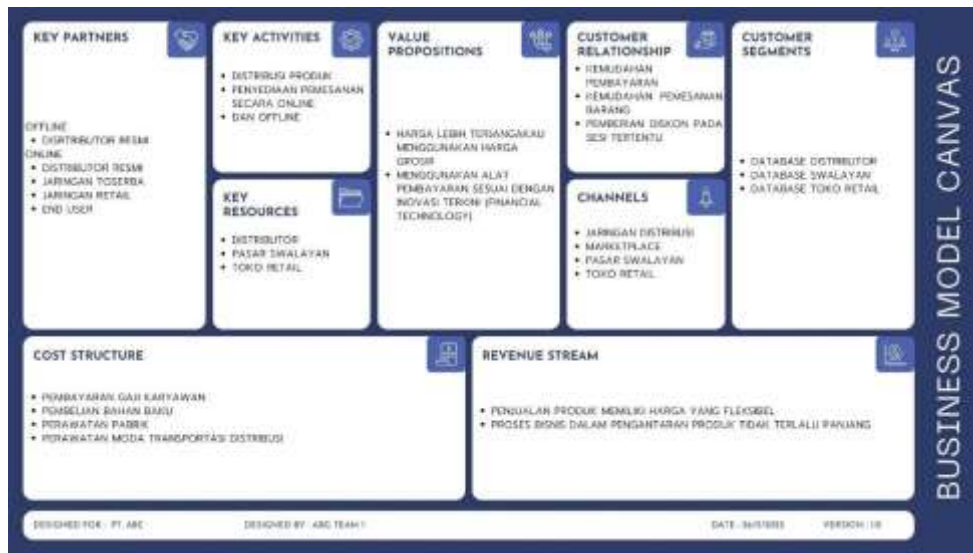 KEY PARTNERS
OFFLINE
• DISRTRIBUTOR RESMI
ONLINE
• DISTRIBUTOR RESMI
• JARINGAN TOSERBA
• JARINGAN RETAIL
• END USER
KEY ACTIVITIES
• DISTRIBUSI PRODUK
• PENYEDIAAN PEMESANAN
SECARA ONLINE
• DAN OFFLINE
KEY
RESOURCES
• DISTRIBUTOR
• PASAR SWALAYAN
• TOKO RETAIL
VALUE
PROPOSITIONS
• HARGA LEBIH TERJANGAKAU
MENGGUNAKAN HARGA
GROSIR
• MENGGUNAKAN ALAT
PEMBAYARAN SESUAI DENGAN
INOVASI TERKINI (FINANCIAL
TECHNOLOGY)
CUSTOMER
RELATIONSHIP
• KEMUDAHAN
PEMBAYARAN
• KEMUDAHAN PEMESANAN
BARANG
• PEMBERIAN DISKON PADA
SESI TERTENTU
CHANNELS
• JARINGAN DISTRIBUSI
• MARKETPLACE
• PASAR SWALAYAN
• TOKO RETAIL
CUSTOMER
SEGMENTS
• DATABASE DISTRIBUTOR
• DATABASE SWALAYAN
• DATABASE TOKO RETAIL
COST STRUCTURE
• PEMBAYARAN GAJI KARYAWAN
• PEMBELIAN BAHAN BAKU
• PERAWATAN PABRIK
• PERAWATAN MODA TRANSPORTASI DISTRIBUSI
REVENUE STREAM
• PENJUALAN PRODUK MEMILIKI HARGA YANG FLEKSIBEL
• PROSES BISNIS DALAM PENGANTARAN PRODUK TIDAK TERLALU PANJANG
DESIGNED FOR : PT. ABC
DESIGNED BY : ABG TEAM 1
DATE :
VERSION :
BUSINESS MODEL CANVAS